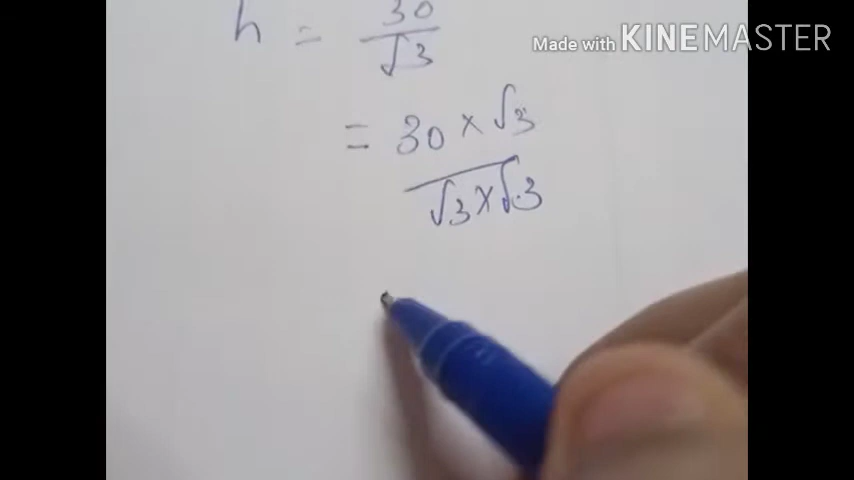 Made with KINEMASTER
h = 30
√3
= 30 × √3
√3 × √3